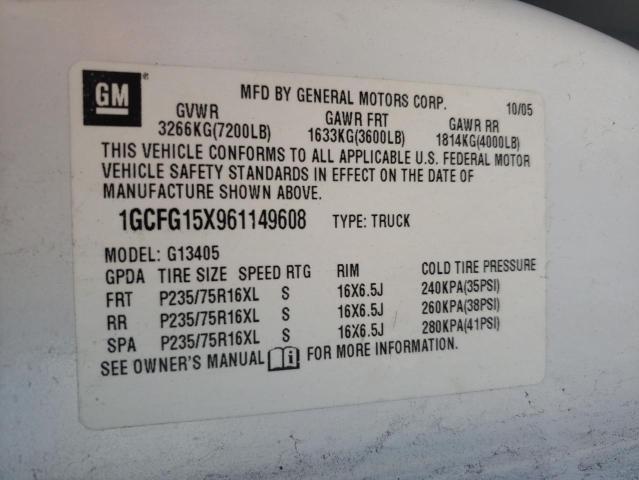 GM ® MFD BY GENERAL MOTORS CORP. 10/05
GVWR GAWR FRT GAWR RR
3266KG(7200LB) 1633KG(3600LB) 1814KG(4000LB)
THIS VEHICLE CONFORMS TO ALL APPLICABLE U.S. FEDERAL MOTOR
VEHICLE SAFETY STANDARDS IN EFFECT ON THE DATE OF
MANUFACTURE SHOWN ABOVE.
1GCFG15X961149608 TYPE: TRUCK
MODEL: G13405
GPDA TIRE SIZE SPEED RTG RIM COLD TIRE PRESSURE
FRT P235/75R16XL S 16X6.5J 240KPA(35PSI)
RR P235/75R16XL S 16X6.5J 260KPA(38PSI)
SPA P235/75R16XL S 16X6.5J 280KPA(41PSI)
SEE OWNER'S MANUAL FOR MORE INFORMATION.